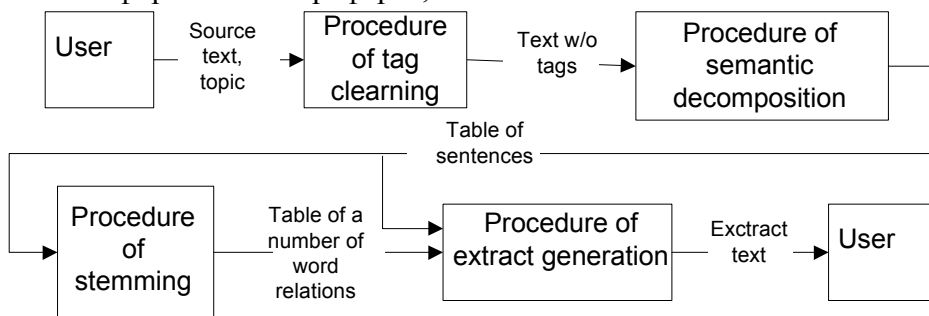 User
Source
text,
topic
Procedure
of tag
clearning
Text w/o
tags
Procedure of
semantic
decomposition
Table of
sentences
Procedure
of
stemming
Table of a
number of
word
relations
Procedure of
extract generation
Exctract
text
User